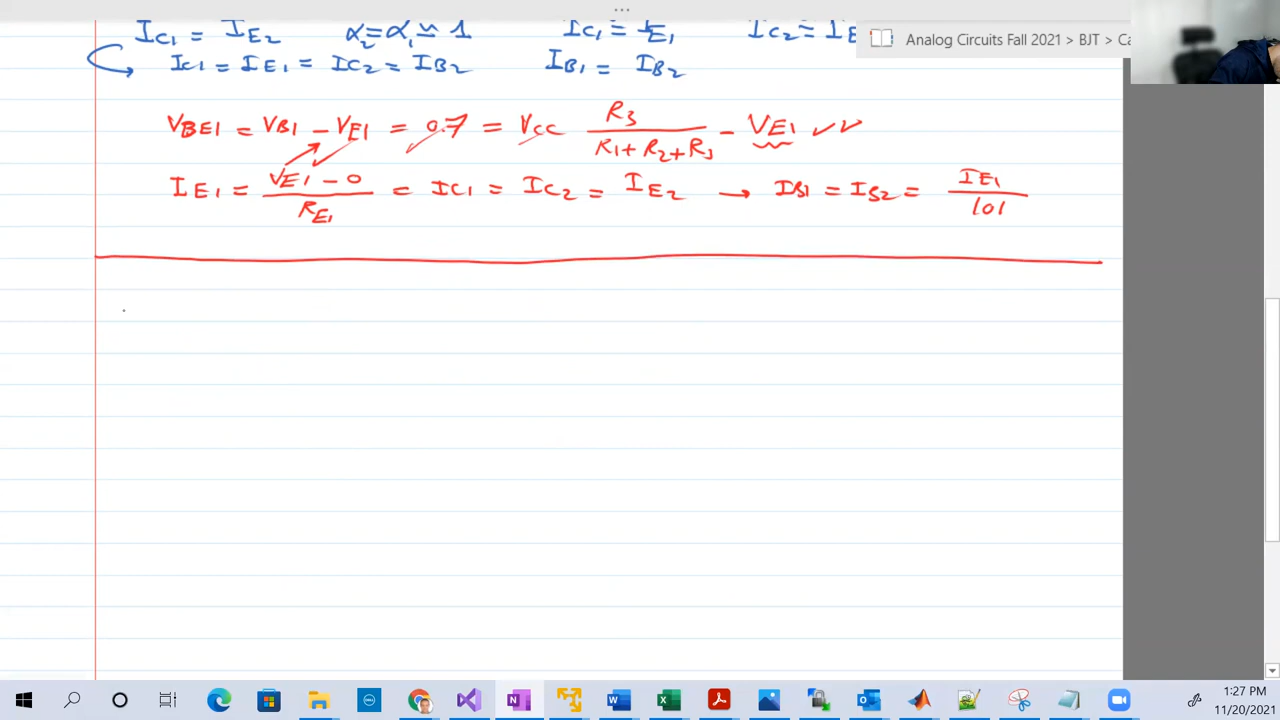 IC1 = IE2   α2 = α1 ≃ 1   IC1 = IE1   IC2 = IE
Analog Circuits Fall 2021 > BJT > Ca
IC1 = IE1 = IC2 = IB2   IB1 = IB2
VBE1 = VB1 - VE1 = 0.7 = VCC R3 / (R1 + R2 + R3) - VE1 ✓✓
IE1 = (VE1 - 0) / RE1 = IC1 = IC2 = IE2 → IB1 = IB2 = IE1 / 101
1:27 PM
11/20/2021